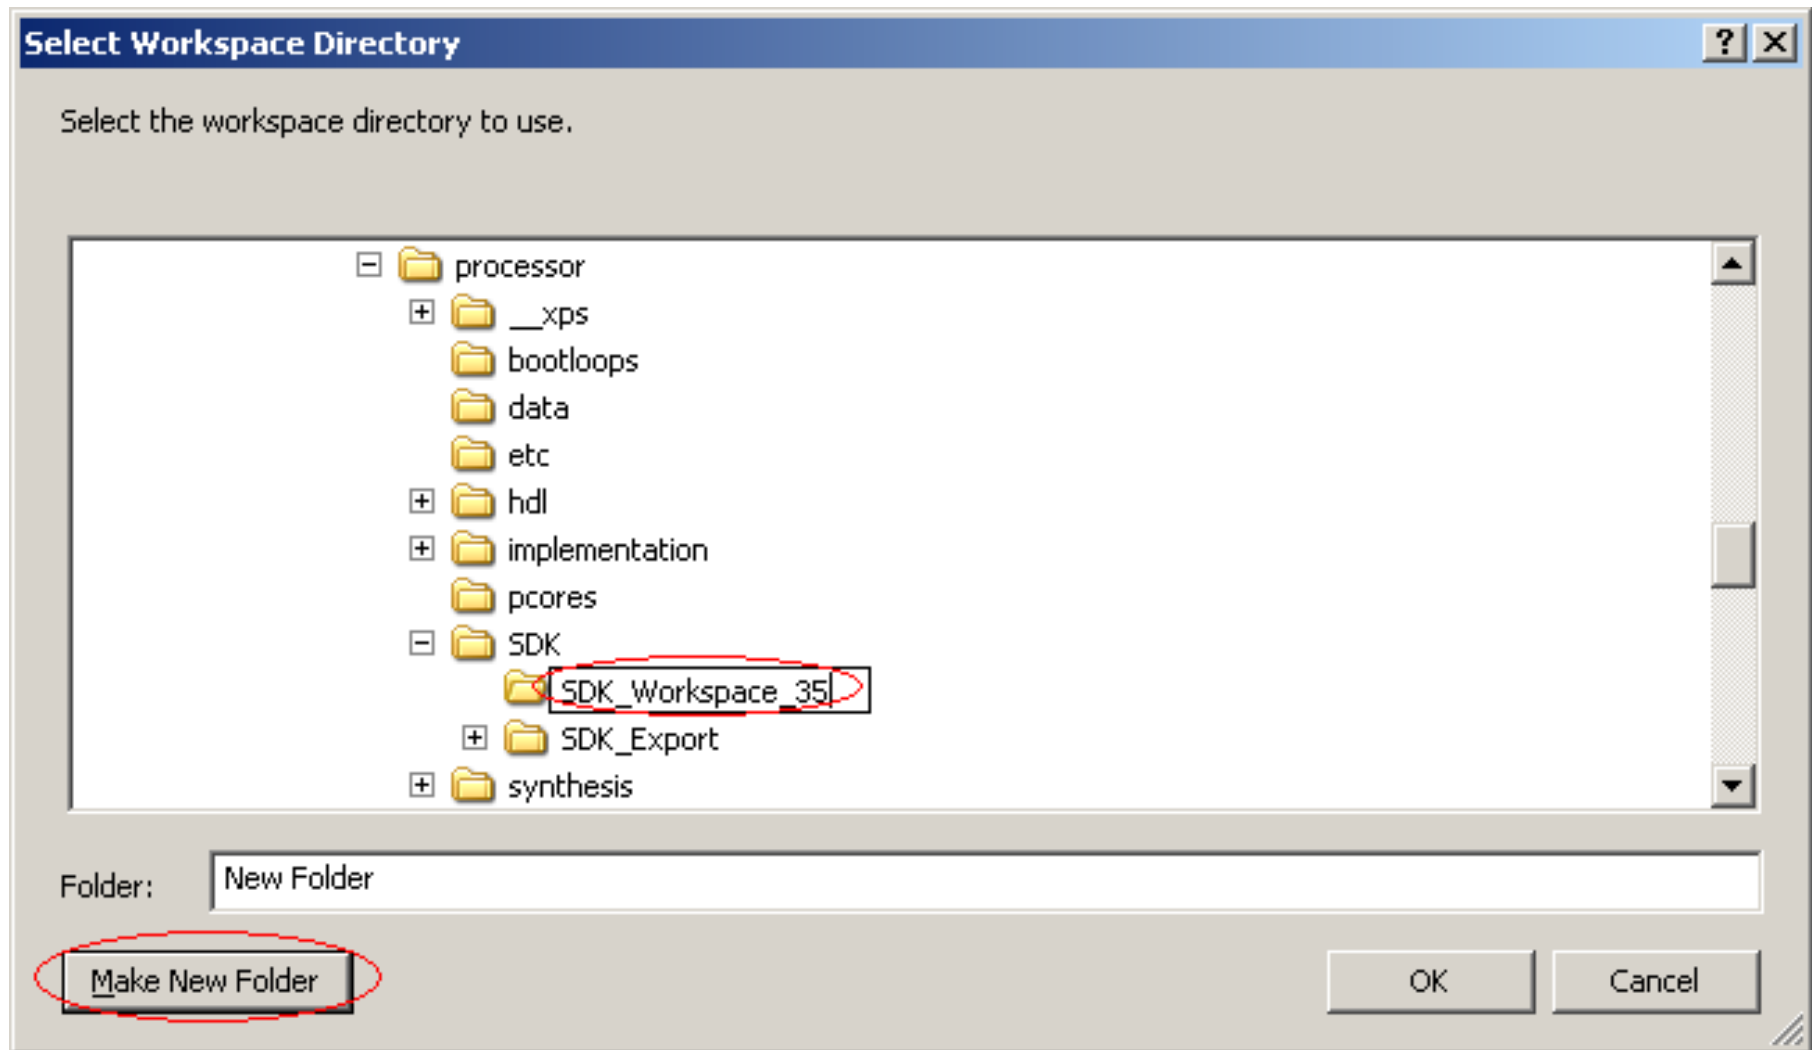 Select Workspace Directory
Select the workspace directory to use.
processor
__xps
bootloops
data
etc
hdl
implementation
pcores
SDK
SDK_Workspace_35
SDK_Export
synthesis
Folder: New Folder
Make New Folder OK Cancel